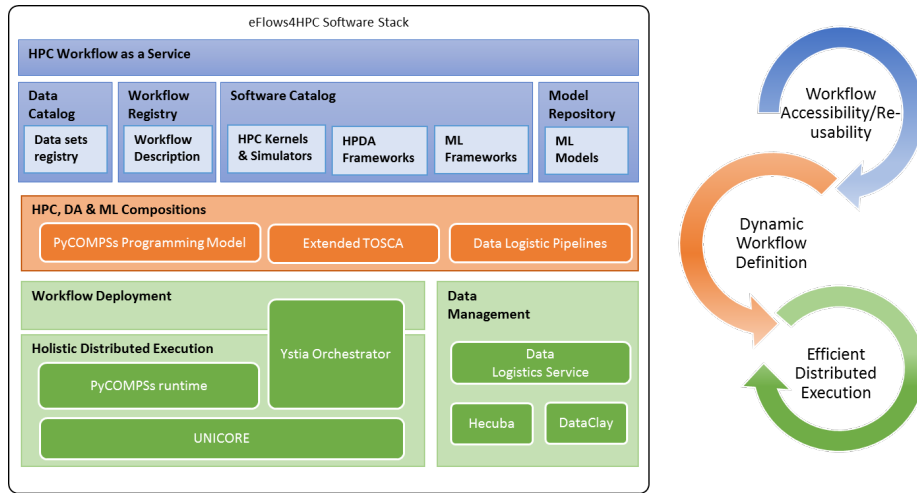 eFlows4HPC Software Stack
HPC Workflow as a Service
Data
Catalog
Data sets
registry
Workflow
Registry
Workflow
Description
Software Catalog
HPC Kernels
& Simulators
HPDA
Frameworks
ML
Frameworks
Model
Repository
ML
Models
HPC, DA & ML Compositions
PyCOMPSs Programming Model
Extended TOSCA
Data Logistic Pipelines
Workflow Deployment
Ystia Orchestrator
Holistic Distributed Execution
PyCOMPSs runtime
UNICORE
Data
Management
Data
Logistics Service
Hecuba
DataClay
Workflow
Accessibility/Re-
usability
Dynamic
Workflow
Definition
Efficient
Distributed
Execution